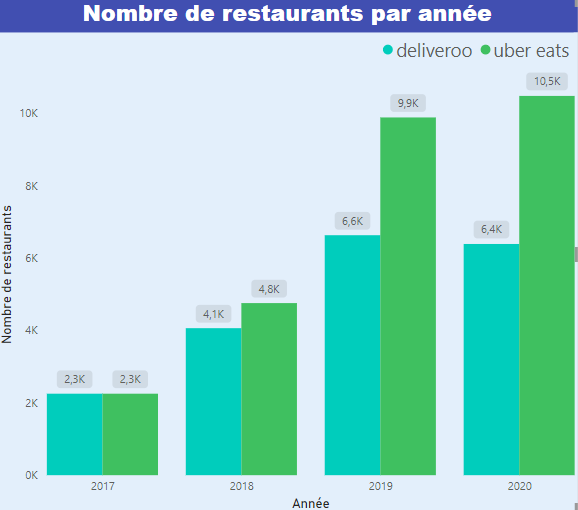 Nombre de restaurants par année
deliveroo uber eats
Nombre de restaurants
10K
8K
6K
4K
2K
0K
2,3K 2,3K
4,1K 4,8K
6,6K 9,9K
6,4K 10,5K
2017 2018 2019 2020
Année